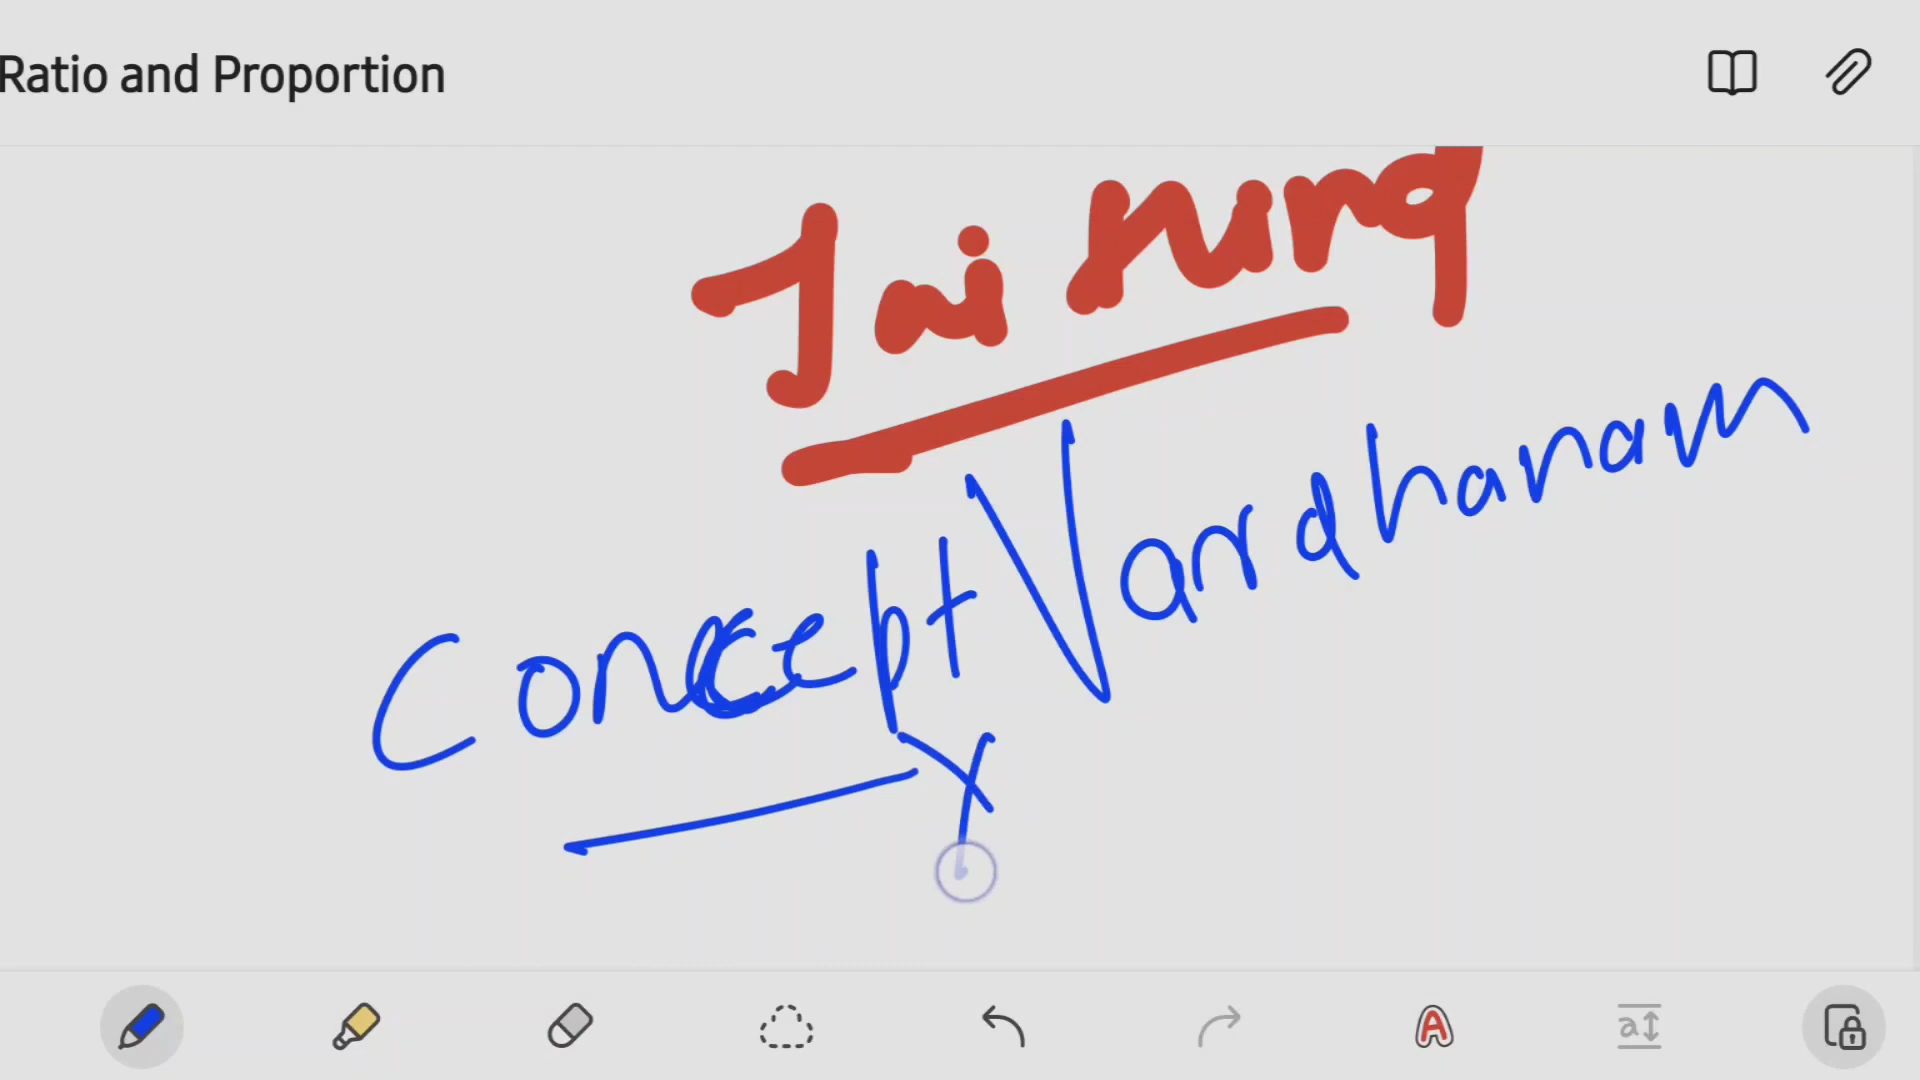 Ratio and Proportion
Jai
Concept Vardhanam
Y